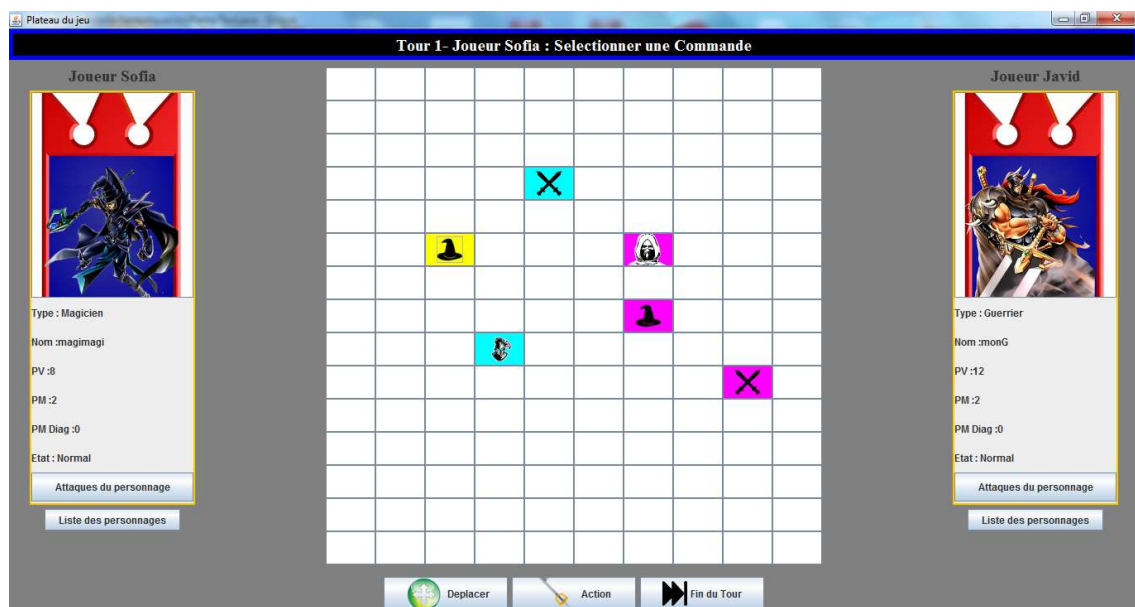 Plateau du jeu
Tour 1- Joueur Sofia : Selectionner une Commande
Joueur Sofia
Type : Magicien
Nom :magimagi
PV :8
PM :2
PM Diag :0
Etat : Normal
Attaques du personnage
Liste des personnages
Joueur Javid
Type : Guerrier
Nom :monG
PV :12
PM :2
PM Diag :0
Etat : Normal
Attaques du personnage
Liste des personnages
Deplacer
Action
Fin du Tour